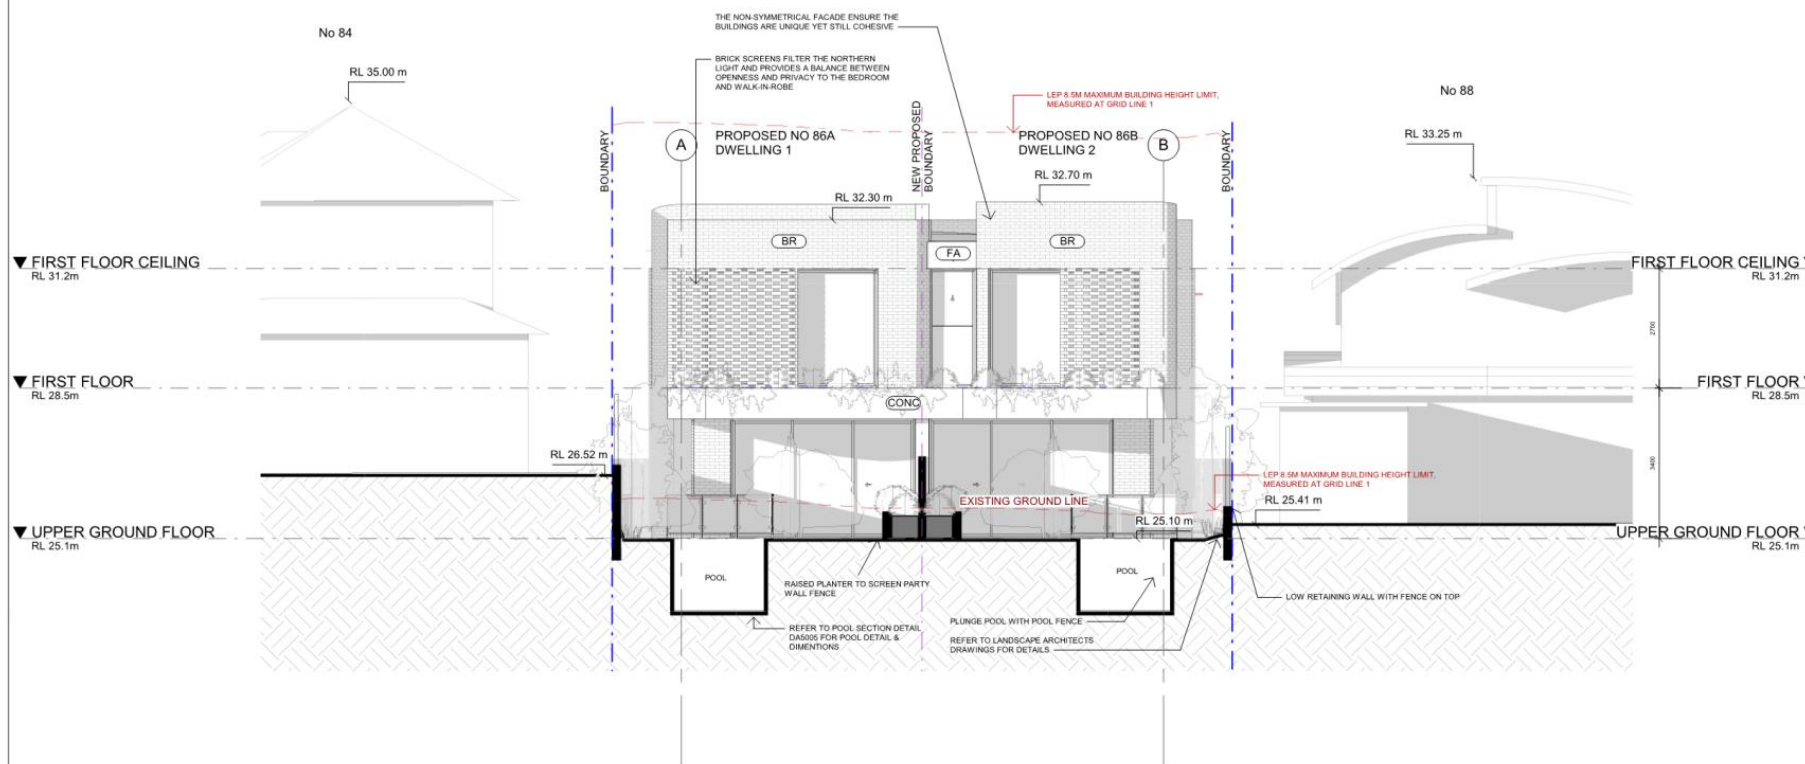 THE NON-SYMMETRICAL FACADE ENSURE THE
BUILDINGS ARE UNIQUE YET STILL COHESIVE
No 84
RL 35.00 m
BRICK SCREENS FILTER THE NORTHERN
LIGHT AND PROVIDES A BALANCE BETWEEN
OPENNESS AND PRIVACY TO THE BEDROOM
AND WALK-IN-ROBE
LEP 8.5M MAXIMUM BUILDING HEIGHT LIMIT,
MEASURED AT GRID LINE 1
No 88
RL 33.25 m
BOUNDARY
A
PROPOSED NO 86A
DWELLING 1
NEW PROPOSED
BOUNDARY
PROPOSED NO 86B
DWELLING 2
B
BOUNDARY
RL 32.30 m
RL 32.70 m
BR
FA
BR
FIRST FLOOR CEILING
RL 31.2m
FIRST FLOOR CEILING
RL 31.2m
2700
FIRST FLOOR
RL 28.5m
CONC
FIRST FLOOR
RL 28.5m
3400
RL 26.52 m
LEP 8.5M MAXIMUM BUILDING HEIGHT LIMIT,
MEASURED AT GRID LINE 1
EXISTING GROUND LINE
RL 25.41 m
RL 25.10 m
UPPER GROUND FLOOR
RL 25.1m
UPPER GROUND FLOOR
RL 25.1m
POOL
RAISED PLANTER TO SCREEN PARTY
WALL FENCE
POOL
LOW RETAINING WALL WITH FENCE ON TOP
REFER TO POOL SECTION DETAIL
DA5005 FOR POOL DETAIL &
DIMENTIONS
PLUNGE POOL WITH POOL FENCE
REFER TO LANDSCAPE ARCHITECTS
DRAWINGS FOR DETAILS